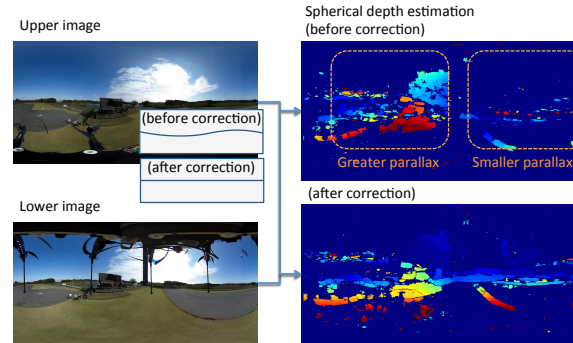 Upper image
(before correction)
(after correction)
Lower image
Spherical depth estimation
(before correction)
Greater parallax
Smaller parallax
(after correction)